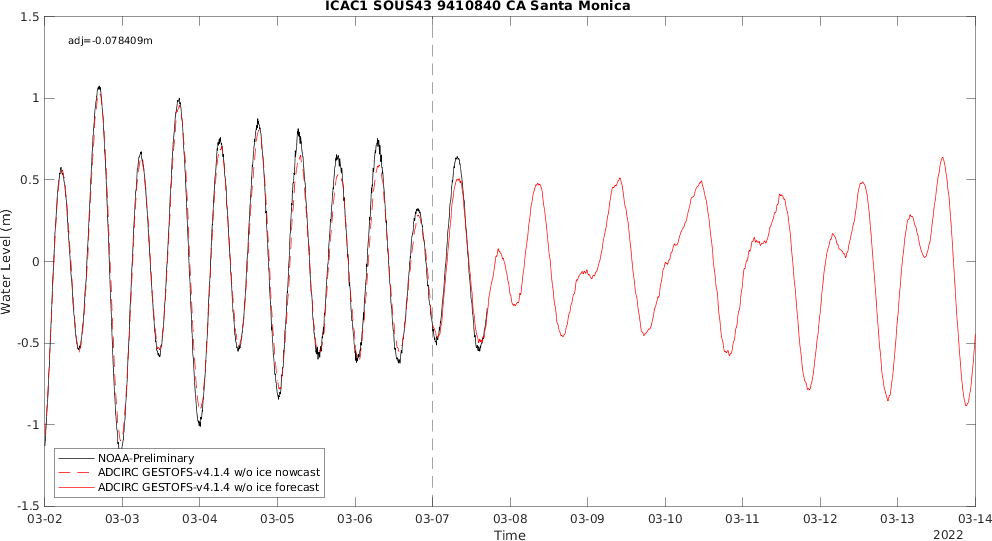 ICAC1 SOUS43 9410840 CA Santa Monica
adj=-0.078409m
1.5
1
0.5
0
-0.5
-1
-1.5
Water Level (m)
NOAA-Preliminary
ADCIRC GESTOFS-v4.1.4 w/o ice nowcast
ADCIRC GESTOFS-v4.1.4 w/o ice forecast
03-02 03-03 03-04 03-05 03-06 03-07 03-08 03-09 03-10 03-11 03-12 03-13 03-14
Time
2022